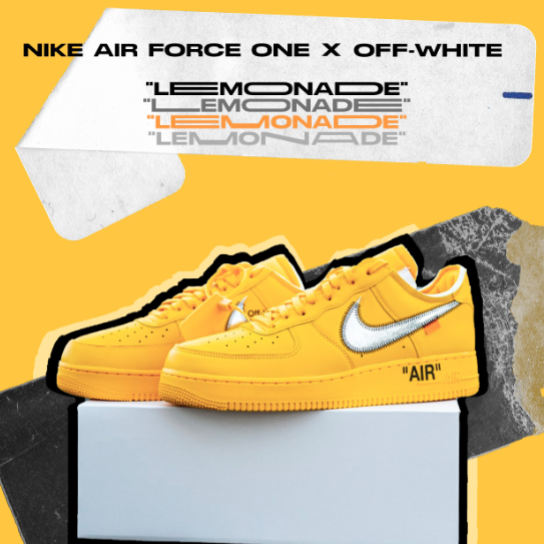 NIKE AIR FORCE ONE X OFF-WHITE
"LEMONADE"
"LEMONADE"
"LEMONADE"
"LEMONADE"
"AIR"